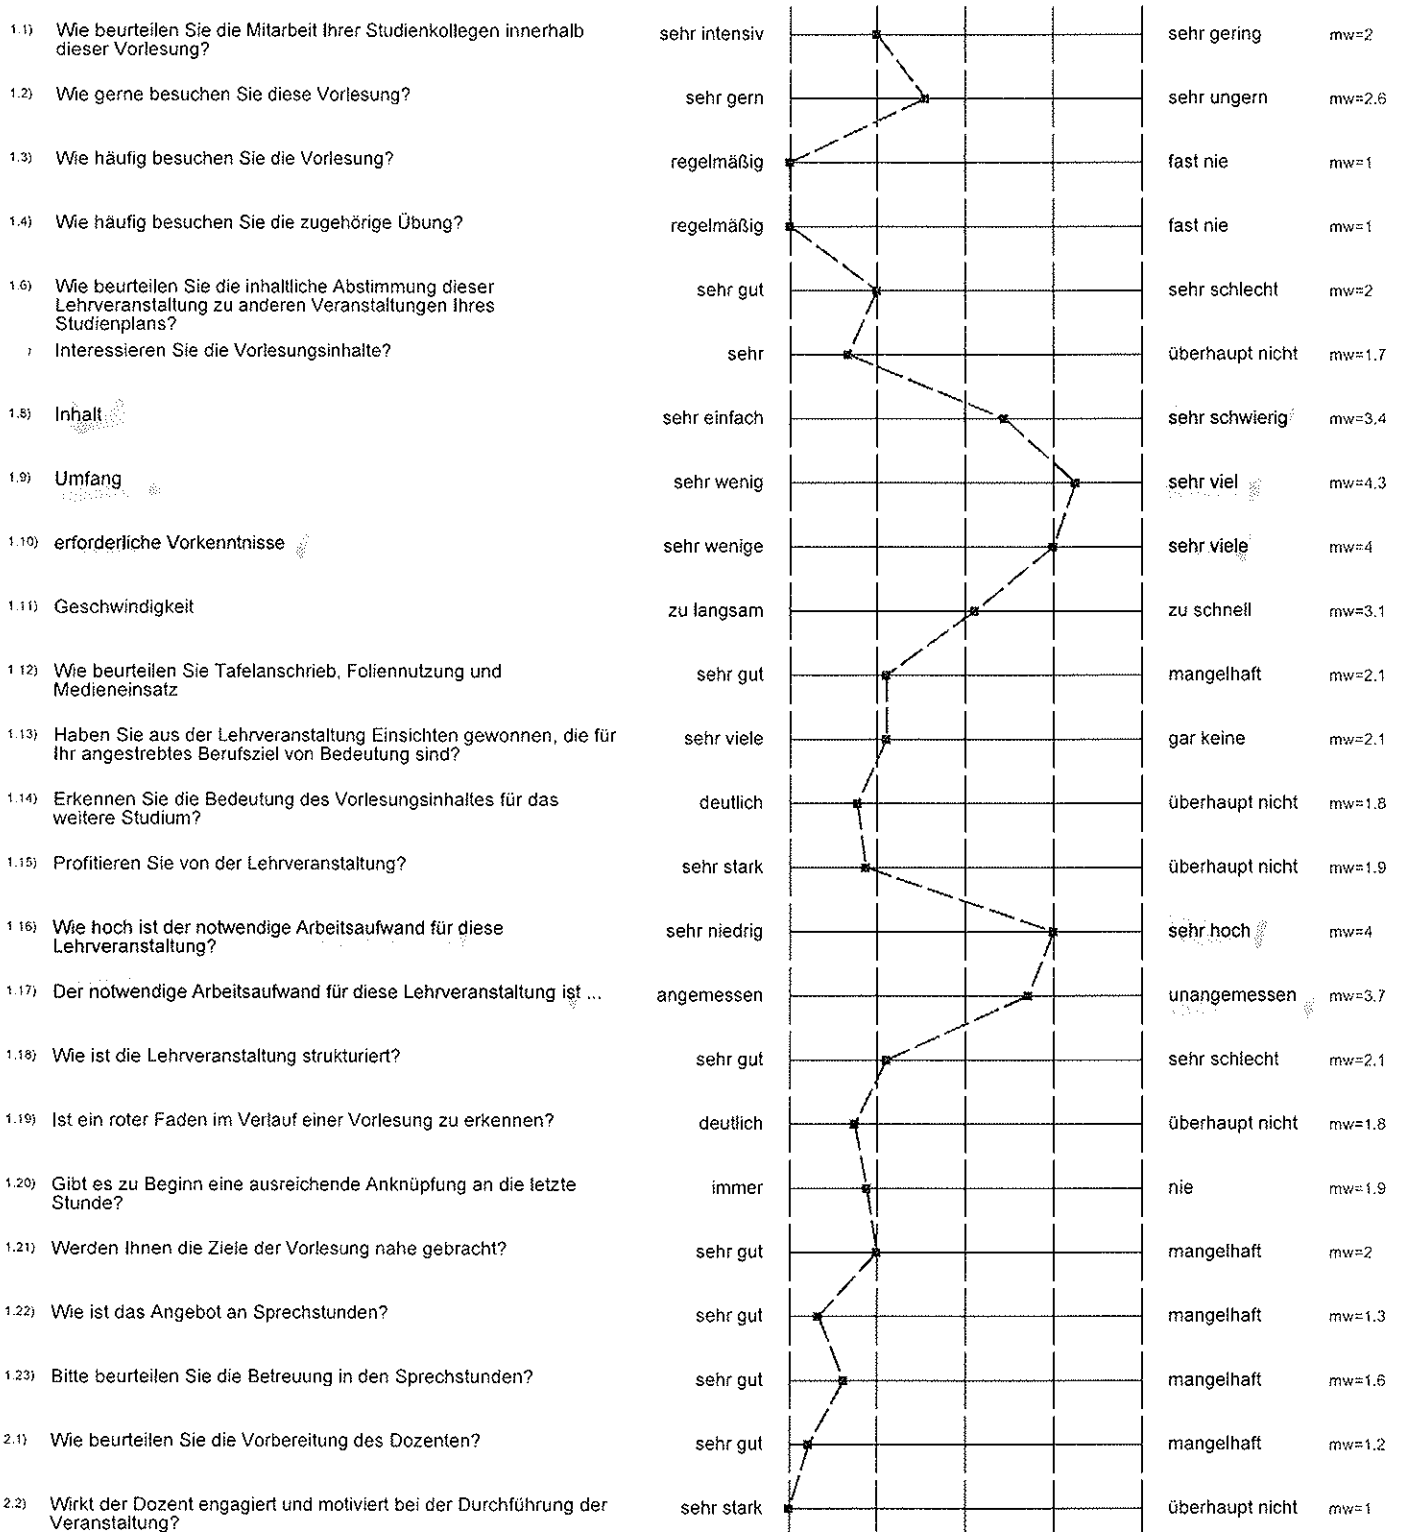 1.1) Wie beurteilen Sie die Mitarbeit Ihrer Studienkollegen innerhalb sehr intensiv sehr gering mw=2
dieser Vorlesung?
1.2) Wie gerne besuchen Sie diese Vorlesung? sehr gern sehr ungern mw=2.6
1.3) Wie häufig besuchen Sie die Vorlesung? regelmäßig fast nie mw=1
1.4) Wie häufig besuchen Sie die zugehörige Übung? regelmäßig fast nie mw=1
1.6) Wie beurteilen Sie die inhaltliche Abstimmung dieser sehr gut sehr schlecht mw=2
Lehrveranstaltung zu anderen Veranstaltungen Ihres
Studienplans?
Interessieren Sie die Vorlesungsinhalte? sehr überhaupt nicht mw=1.7
1.8) Inhalt sehr einfach sehr schwierig mw=3,4
1.9) Umfang sehr wenig sehr viel mw=4.3
1.10) erforderliche Vorkenntnisse sehr wenige sehr viele mw=4
1.11) Geschwindigkeit zu langsam zu schnell mw=3.1
1 12) Wie beurteilen Sie Tafelanschrieb, Foliennutzung und sehr gut mangelhaft mw=2.1
Medieneinsatz
1.13) Haben Sie aus der Lehrveranstaltung Einsichten gewonnen, die für sehr viele gar keine mw=2.1
Ihr angestrebtes Berufsziel von Bedeutung sind?
1.14) Erkennen Sie die Bedeutung des Vorlesungsinhaltes für das deutlich überhaupt nicht mw=1.8
weitere Studium?
1.15) Profitieren Sie von der Lehrveranstaltung? sehr stark überhaupt nicht mw=1.9
1 16) Wie hoch ist der notwendige Arbeitsaufwand für diese sehr niedrig sehr hoch mw=4
Lehrveranstaltung?
1.17) Der notwendige Arbeitsaufwand für diese Lehrveranstaltung ist ... angemessen unangemessen mw=3.7
1.18) Wie ist die Lehrveranstaltung strukturiert? sehr gut sehr schlecht mw=2.1
1.19) Ist ein roter Faden im Verlauf einer Vorlesung zu erkennen? deutlich überhaupt nicht mw=1.8
1.20) Gibt es zu Beginn eine ausreichende Anknüpfung an die letzte immer nie mw=1.9
Stunde?
1.21) Werden Ihnen die Ziele der Vorlesung nahe gebracht? sehr gut mangelhaft mw=2
1.22) Wie ist das Angebot an Sprechstunden? sehr gut mangelhaft mw=1.3
1.23) Bitte beurteilen Sie die Betreuung in den Sprechstunden? sehr gut mangelhaft mw=1.6
2.1) Wie beurteilen Sie die Vorbereitung des Dozenten? sehr gut mangelhaft mw=1.2
2.2) Wirkt der Dozent engagiert und motiviert bei der Durchführung der sehr stark überhaupt nicht mw=1
Veranstaltung?